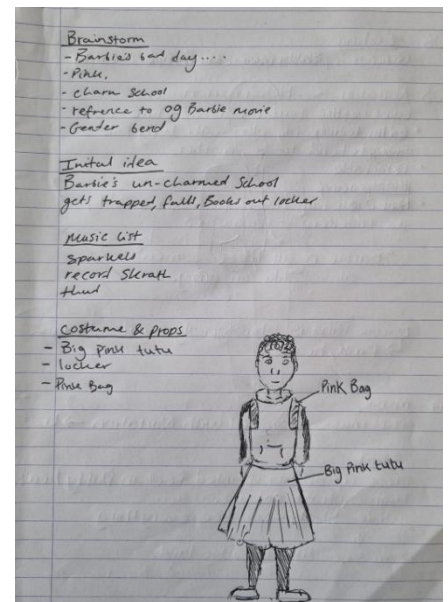 Brainstorm
- Barbie's bad day....
- Pink.
- charm School
- refrence to og Barbie movie
- Gender bend
Inital idea
Barbie's un-charmed School
gets trapped, falls, Books out locker
Music list
sparkels
record Skrath
thud
costume & props
- Big Pink tutu
- locker
- Pink Bag
Pink Bag
Big Pink tutu